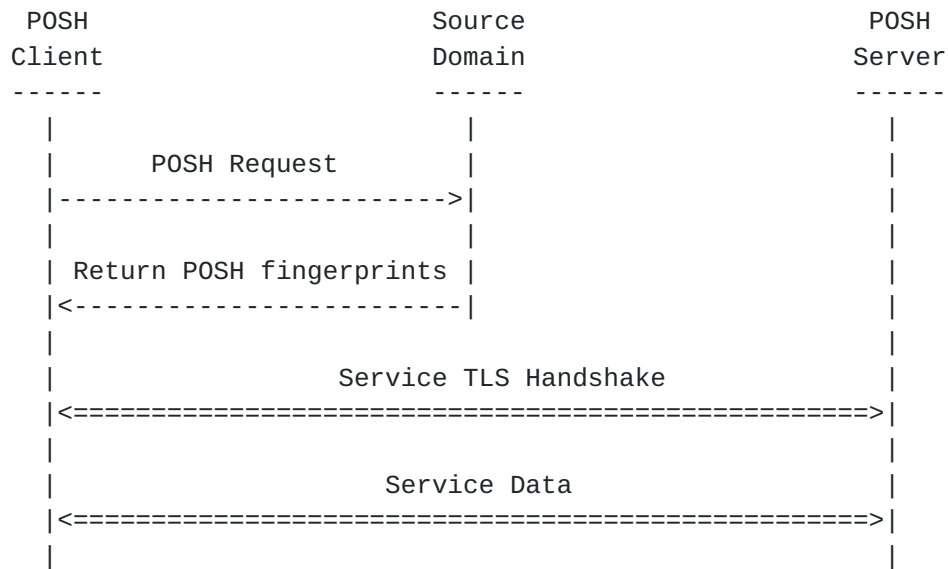 POSH                      Source                      POSH
Client                     Domain                     Server
------                     ------                     ------
  |                          |                          |
  |      POSH Request        |                          |
  |------------------------->|                          |
  |                          |                          |
  | Return POSH fingerprints |                          |
  |<-------------------------|                          |
  |                                                     |
  |                  Service TLS Handshake              |
  |<===================================================>|
  |                                                     |
  |                     Service Data                    |
  |<===================================================>|
  |                                                     |